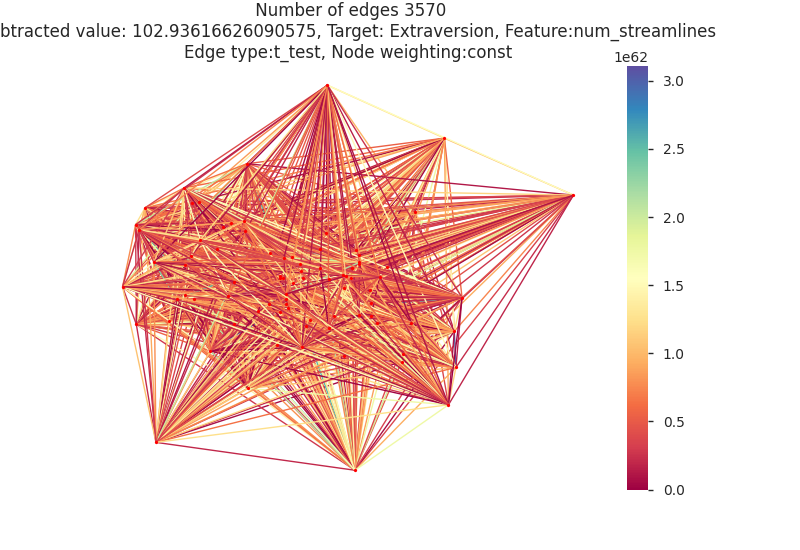 Number of edges 3570
btracted value: 102.93616626090575, Target: Extraversion, Feature:num_streamlines
Edge type:t_test, Node weighting:const
1e62
3.0
2.5
2.0
1.5
1.0
0.5
0.0